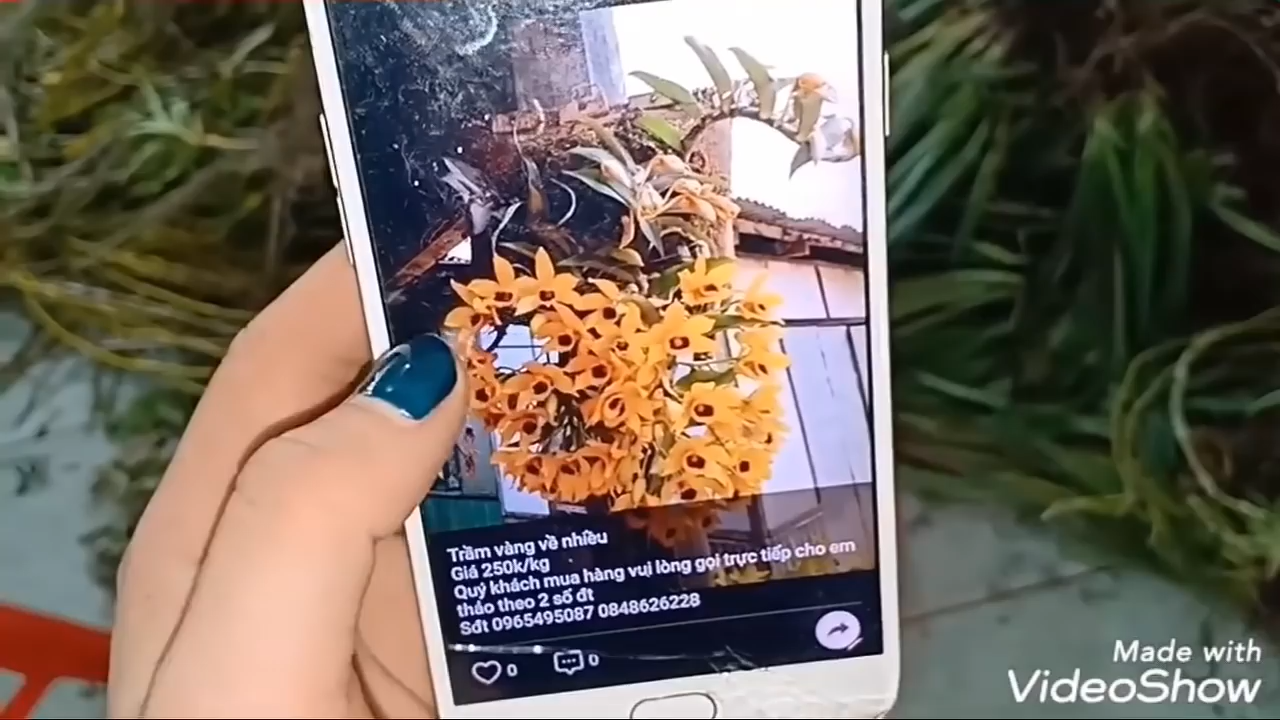 Trầm vàng về nhiều
Giá 250k/kg
Quý khách mua hàng vui lòng gọi trực tiếp cho em
thảo theo 2 số đt
Sđt 0965495087 0848626228
0
0
Made with
VideoShow